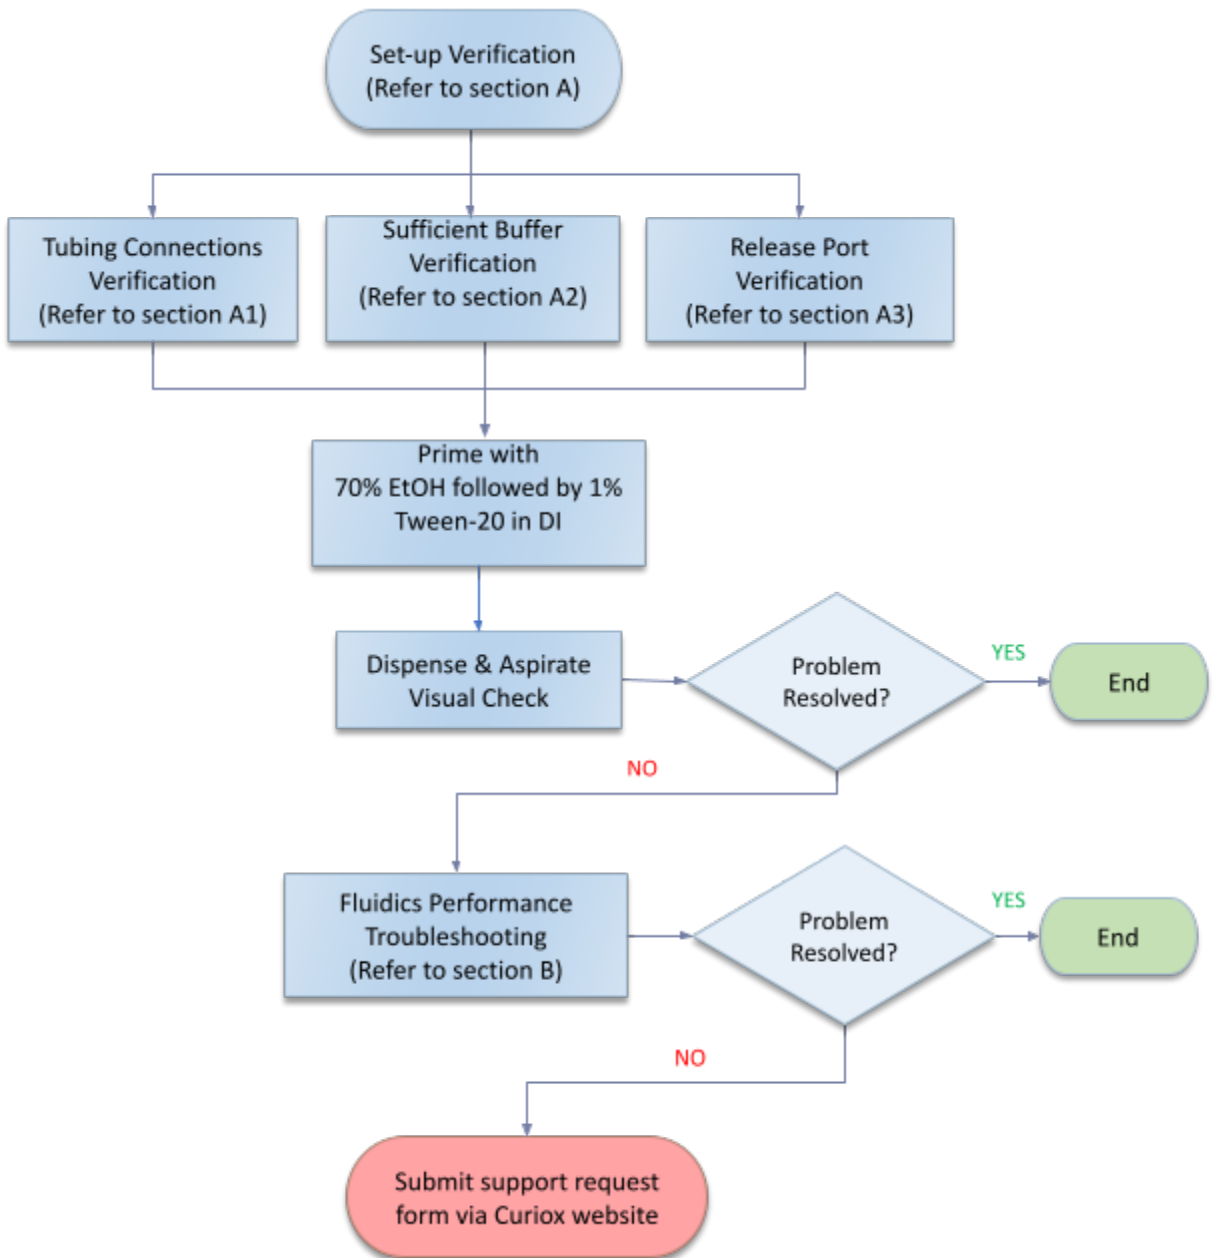 Set-up Verification
(Refer to section A)
Tubing Connections
Verification
(Refer to section A1)
Sufficient Buffer
Verification
(Refer to section A2)
Release Port
Verification
(Refer to section A3)
Prime with
70% EtOH followed by 1%
Tween-20 in DI
Dispense & Aspirate
Visual Check
Problem
Resolved?
YES
End
NO
Fluidics Performance
Troubleshooting
(Refer to section B)
Problem
Resolved?
YES
End
NO
Submit support request
form via Curiox website